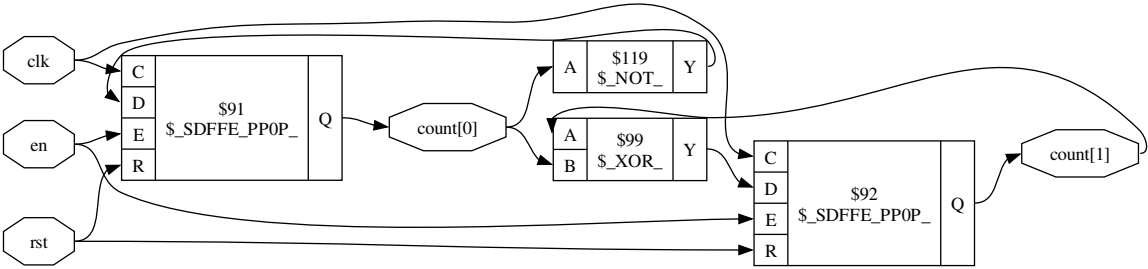 clk
en
rst
C
D
E
R
$91
$_SDFFE_PP0P_
Q
count[0]
A
$119
$_NOT_
Y
A
B
$99
$_XOR_
Y
C
D
E
R
$92
$_SDFFE_PP0P_
Q
count[1]